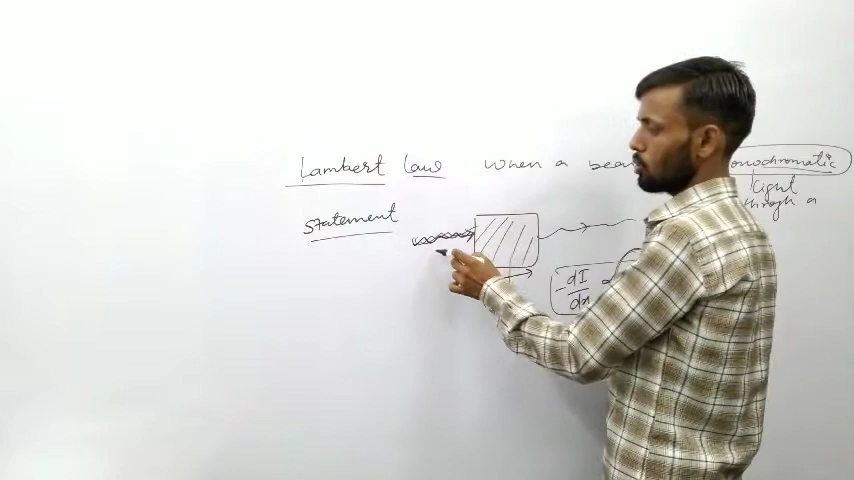 Lambert Law when a beam monochromatic
light
through a
Statement
-dI/dx α